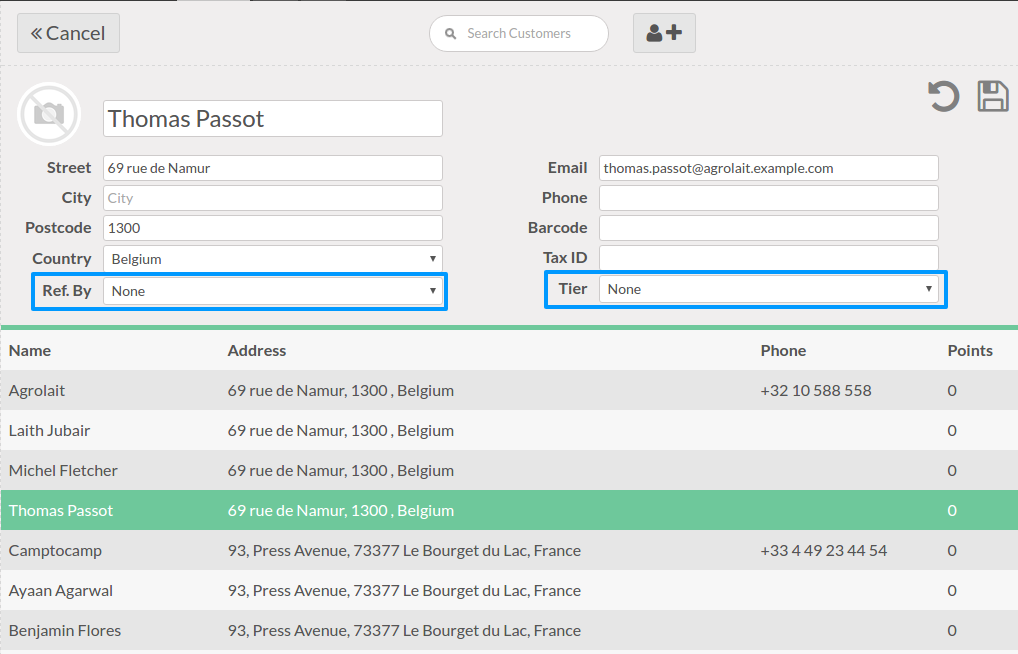 « Cancel
Search Customers
Thomas Passot
Street 69 rue de Namur Email thomas.passot@agrolait.example.com
City City Phone
Postcode 1300 Barcode
Country Belgium Tax ID
Ref. By None Tier None
Name Address Phone Points
Agrolait 69 rue de Namur, 1300 , Belgium +32 10 588 558 0
Laith Jubair 69 rue de Namur, 1300 , Belgium 0
Michel Fletcher 69 rue de Namur, 1300 , Belgium 0
Thomas Passot 69 rue de Namur, 1300 , Belgium 0
Camptocamp 93, Press Avenue, 73377 Le Bourget du Lac, France +33 4 49 23 44 54 0
Ayaan Agarwal 93, Press Avenue, 73377 Le Bourget du Lac, France 0
Benjamin Flores 93, Press Avenue, 73377 Le Bourget du Lac, France 0